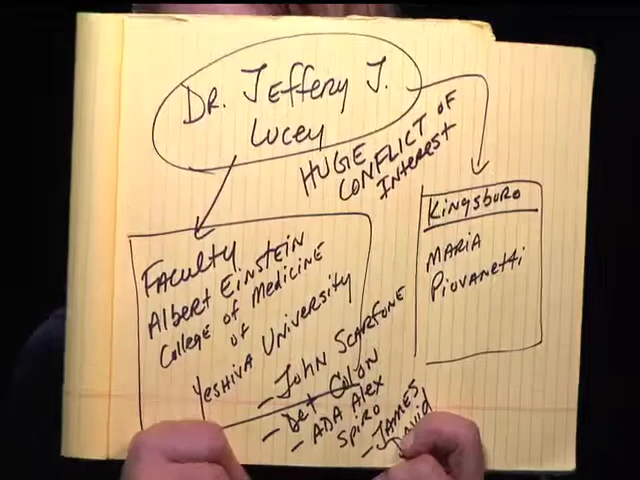 DR. Jeffery J.
Lucey
HUGE
CONFLICT OF
Interest
Kingsboro
MARIA
Piovanetti
Faculty
Albert Einstein
College of Medicine
of
Yeshiva University
- John Scarfone
- Det Colon
- ADA Alex
Spiro
- JAMES
David